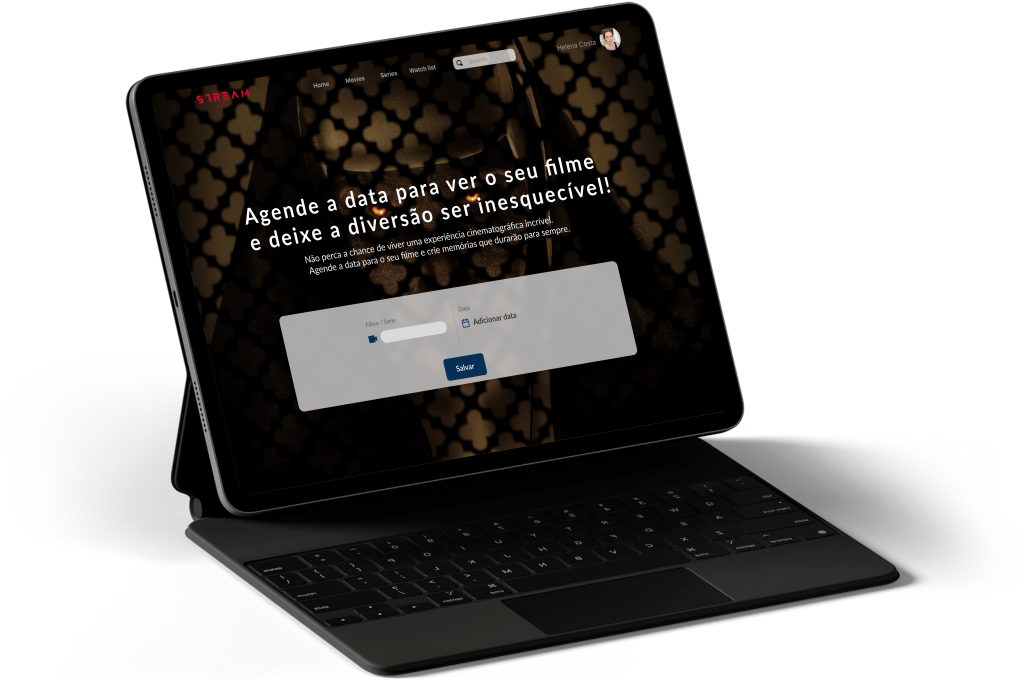 STREAM
Home
Movies
Series
Watch list
Search
Helena Costa
Agende a data para ver o seu filme
e deixe a diversão ser inesquecível!
Não perca a chance de viver uma experiência cinematográfica incrível.
Agende a data para o seu filme e crie memórias que durarão para sempre.
Filme / Serie
Data
Adicionar data
Salvar